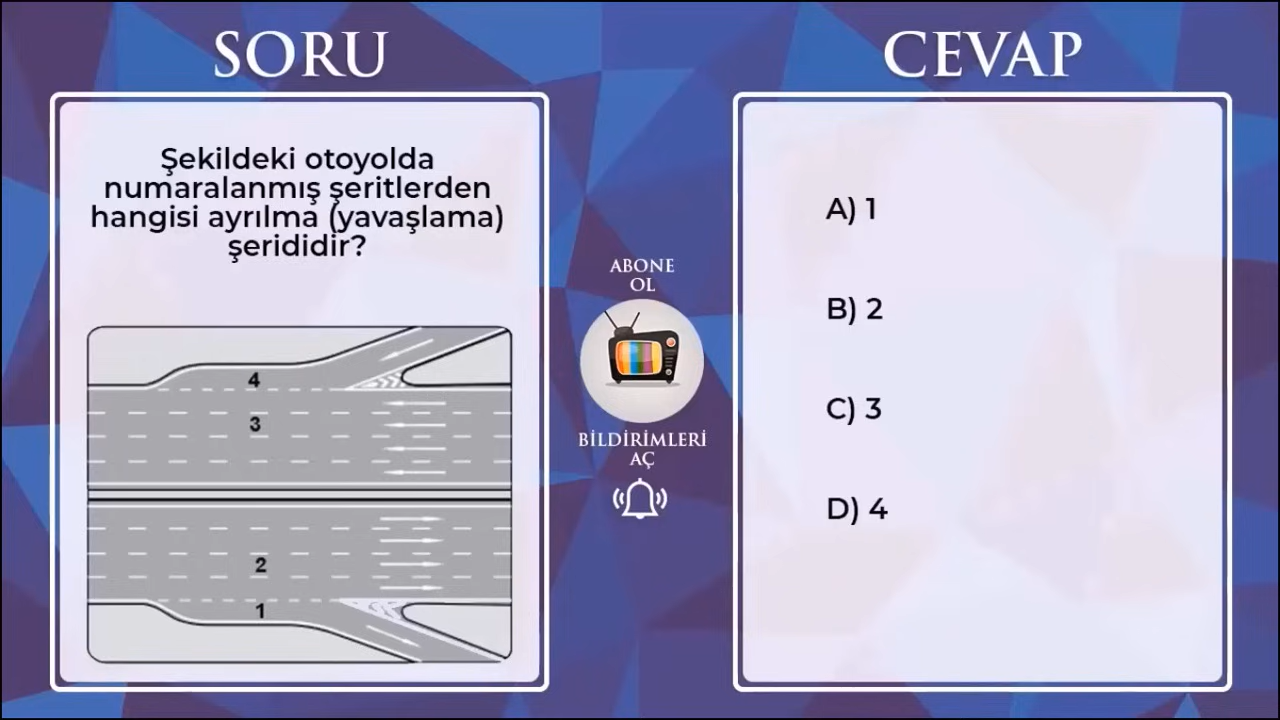 SORU
Şekildeki otoyolda
numaralanmış şeritlerden
hangisi ayrılma (yavaşlama)
şerididir?
4
3
2
1
ABONE
OL
BİLDİRİMLERİ
AÇ
CEVAP
A) 1
B) 2
C) 3
D) 4